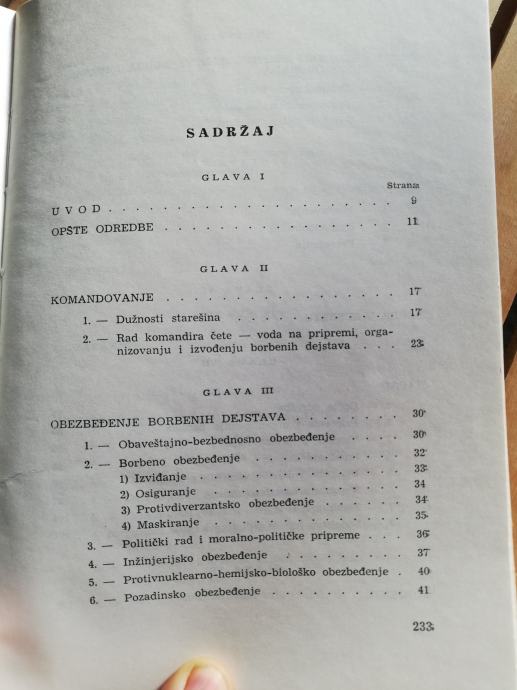 SADRŽAJ
GLAVA I
Strana
UVOD . . . . . . . . . . . . . . . . . . . . . 9
OPŠTE ODREDBE . . . . . . . . . . . . . . . . . 11
GLAVA II
KOMANDOVANJE . . . . . . . . . . . . . . . . . 17
1. — Dužnosti starešina . . . . . . . . . . . . 17
2. — Rad komandira čete — voda na pripremi, orga-
nizovanju i izvođenju borbenih dejstava . . . 23
GLAVA III
OBEZBEĐENJE BORBENIH DEJSTAVA . . . . . . . . 30
1. — Obaveštajno-bezbednosno obezbeđenje . . . . 30
2. — Borbeno obezbeđenje . . . . . . . . . . . 32
1) Izviđanje . . . . . . . . . . . . . . . . 33
2) Osiguranje . . . . . . . . . . . . . . . 34
3) Protivdiverzantsko obezbeđenje . . . . . . 34
4) Maskiranje . . . . . . . . . . . . . . . 35
3. — Politički rad i moralno-političke pripreme . . . 36
4. — Inžinjerijsko obezbeđenje . . . . . . . . . 37
5. — Protivnuklearno-hemijsko-biološko obezbeđenje . 40
6. — Pozadinsko obezbeđenje . . . . . . . . . . 41
233